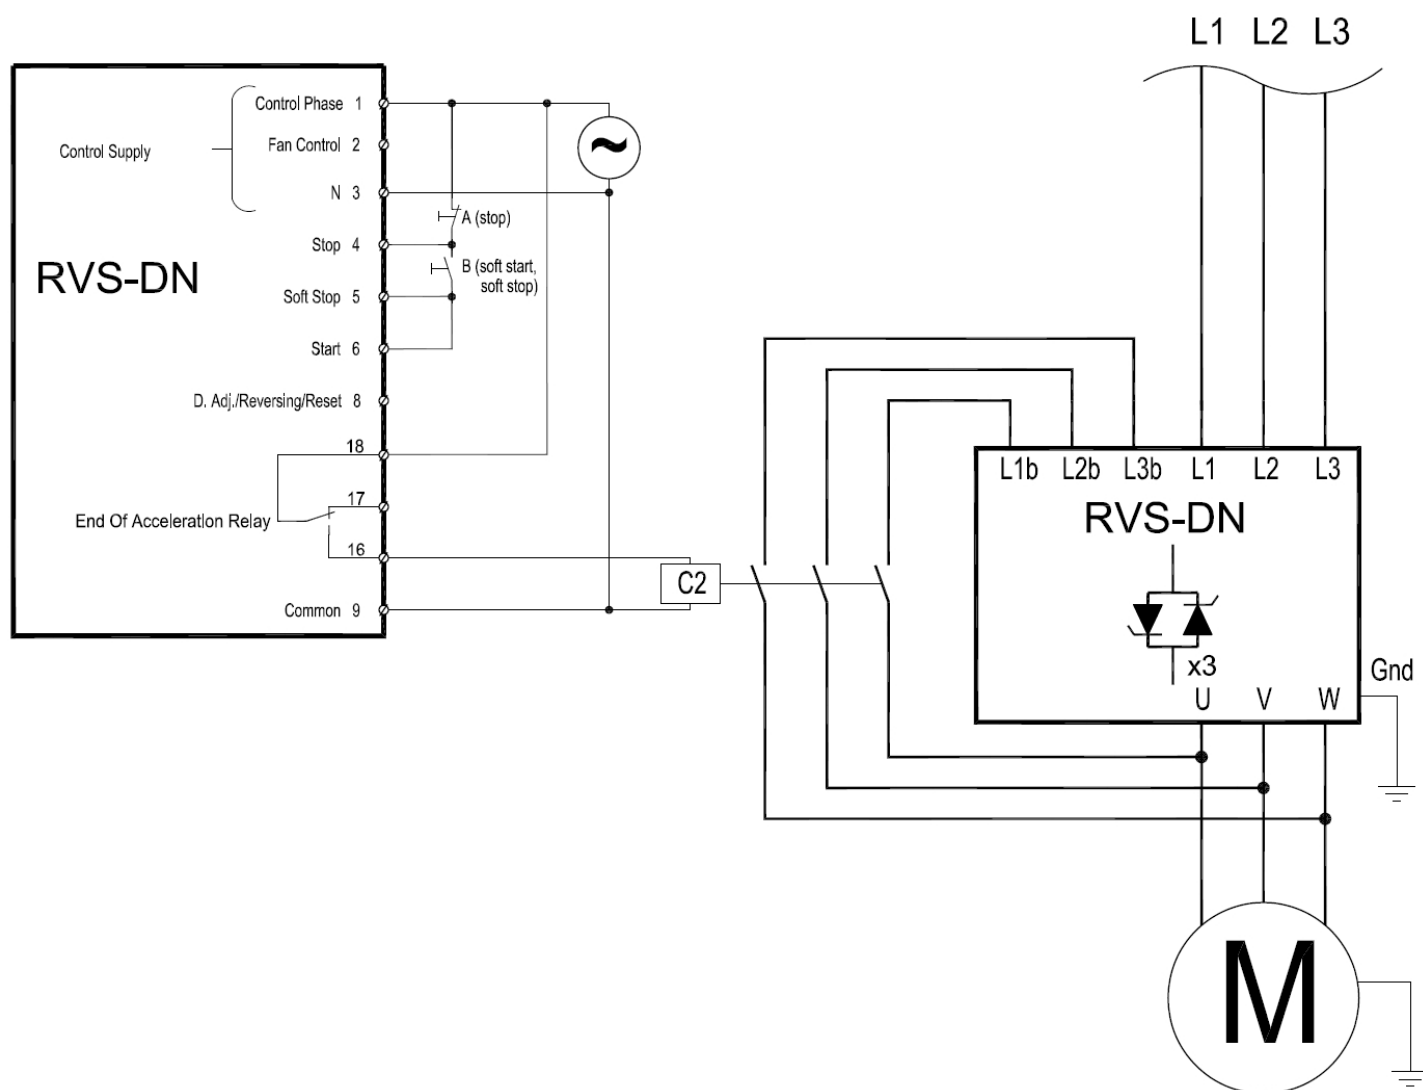 L1 L2 L3
Control Phase 1
Fan Control 2
Control Supply
N 3
A (stop)
Stop 4
B (soft start,
soft stop)
RVS-DN
Soft Stop 5
Start 6
D. Adj./Reversing/Reset 8
18
17
End Of Acceleration Relay
16
Common 9
C2
L1b L2b L3b L1 L2 L3
RVS-DN
x3
Gnd
U V W
M